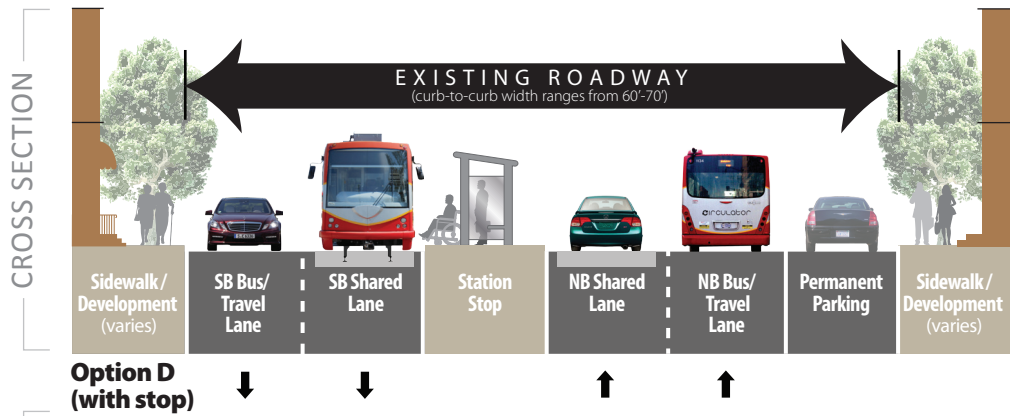 CROSS SECTION
EXISTING ROADWAY
(curb-to-curb width ranges from 60’-70’)
circulator
Sidewalk /
Development
(varies)
SB Bus/
Travel
Lane
SB Shared
Lane
Station
Stop
NB Shared
Lane
NB Bus/
Travel
Lane
Permanent
Parking
Sidewalk /
Development
(varies)
Option D
(with stop)